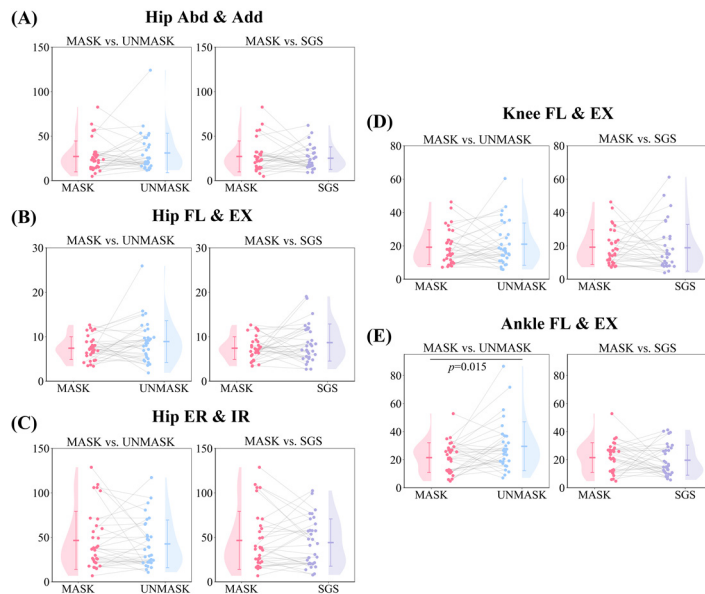 (A)
Hip Abd & Add
MASK vs. UNMASK
MASK vs. SGS
150
100
50
0
MASK
UNMASK
150
100
50
0
MASK
SGS
(B)
Hip FL & EX
MASK vs. UNMASK
MASK vs. SGS
30
20
10
0
MASK
UNMASK
30
20
10
0
MASK
SGS
(C)
Hip ER & IR
MASK vs. UNMASK
MASK vs. SGS
150
100
50
0
MASK
UNMASK
150
100
50
0
MASK
SGS
(D)
Knee FL & EX
MASK vs. UNMASK
MASK vs. SGS
80
60
40
20
0
MASK
UNMASK
80
60
40
20
0
MASK
SGS
(E)
Ankle FL & EX
MASK vs. UNMASK
MASK vs. SGS
p=0.015
80
60
40
20
0
MASK
UNMASK
80
60
40
20
0
MASK
SGS